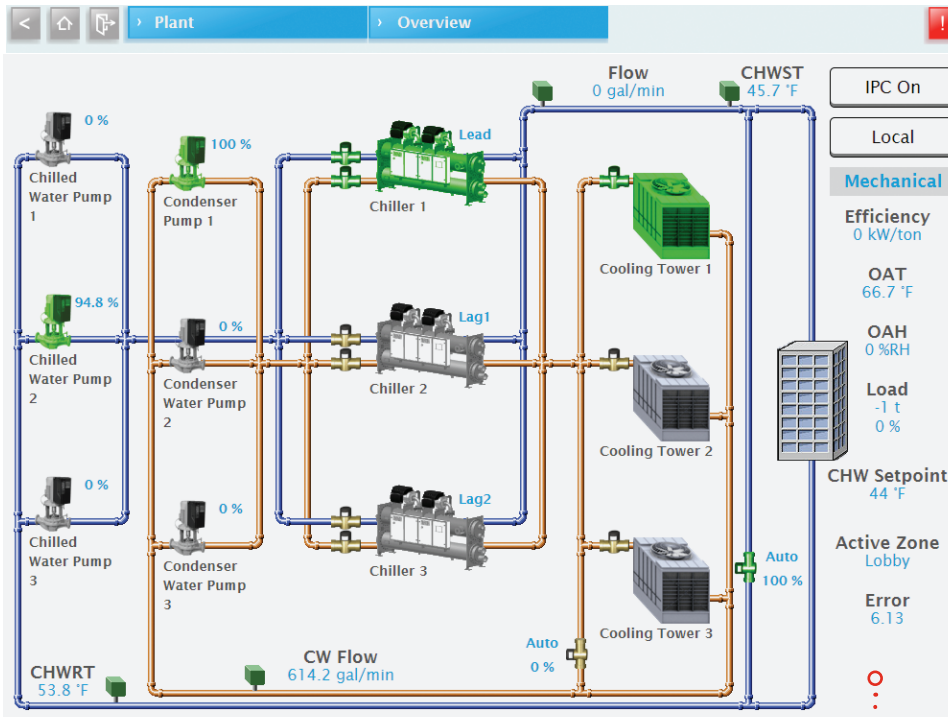 <
› Plant
› Overview
!
Flow
0 gal/min
CHWST
45.7 °F
IPC On
Local
Mechanical
Efficiency
0 kW/ton
OAT
66.7 °F
OAH
0 %RH
Load
-1 t
0 %
CHW Setpoint
44 °F
Active Zone
Lobby
Error
6.13
0 %
Chilled
Water Pump
1
100 %
Condenser
Pump 1
Lead
Chiller 1
Cooling Tower 1
94.8 %
Chilled
Water Pump
2
0 %
Condenser
Water Pump
2
Lag1
Chiller 2
Cooling Tower 2
0 %
Chilled
Water Pump
3
0 %
Condenser
Water Pump
3
Lag2
Chiller 3
Cooling Tower 3
Auto
100 %
Auto
0 %
CHWRT
53.8 °F
CW Flow
614.2 gal/min